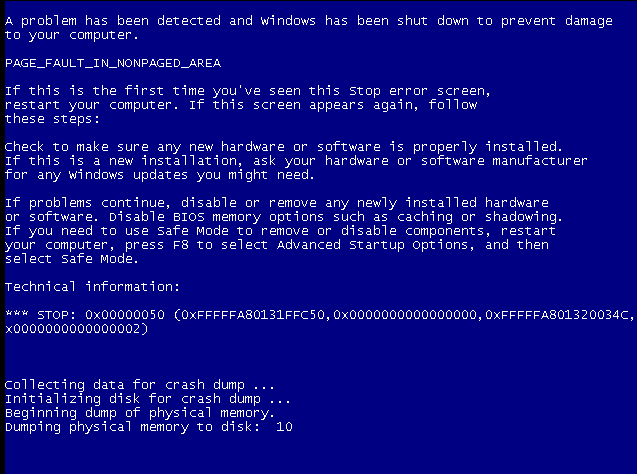 A problem has been detected and Windows has been shut down to prevent damage
to your computer.
PAGE_FAULT_IN_NONPAGED_AREA
If this is the first time you've seen this Stop error screen,
restart your computer. If this screen appears again, follow
these steps:
Check to make sure any new hardware or software is properly installed.
If this is a new installation, ask your hardware or software manufacturer
for any Windows updates you might need.
If problems continue, disable or remove any newly installed hardware
or software. Disable BIOS memory options such as caching or shadowing.
If you need to use Safe Mode to remove or disable components, restart
your computer, press F8 to select Advanced Startup Options, and then
select Safe Mode.
Technical information:
*** STOP: 0x00000050 (0xFFFFFA80131FFC50,0x0000000000000000,0xFFFFFA801320034C,
x0000000000000002)
Collecting data for crash dump ...
Initializing disk for crash dump ...
Beginning dump of physical memory.
Dumping physical memory to disk:  10